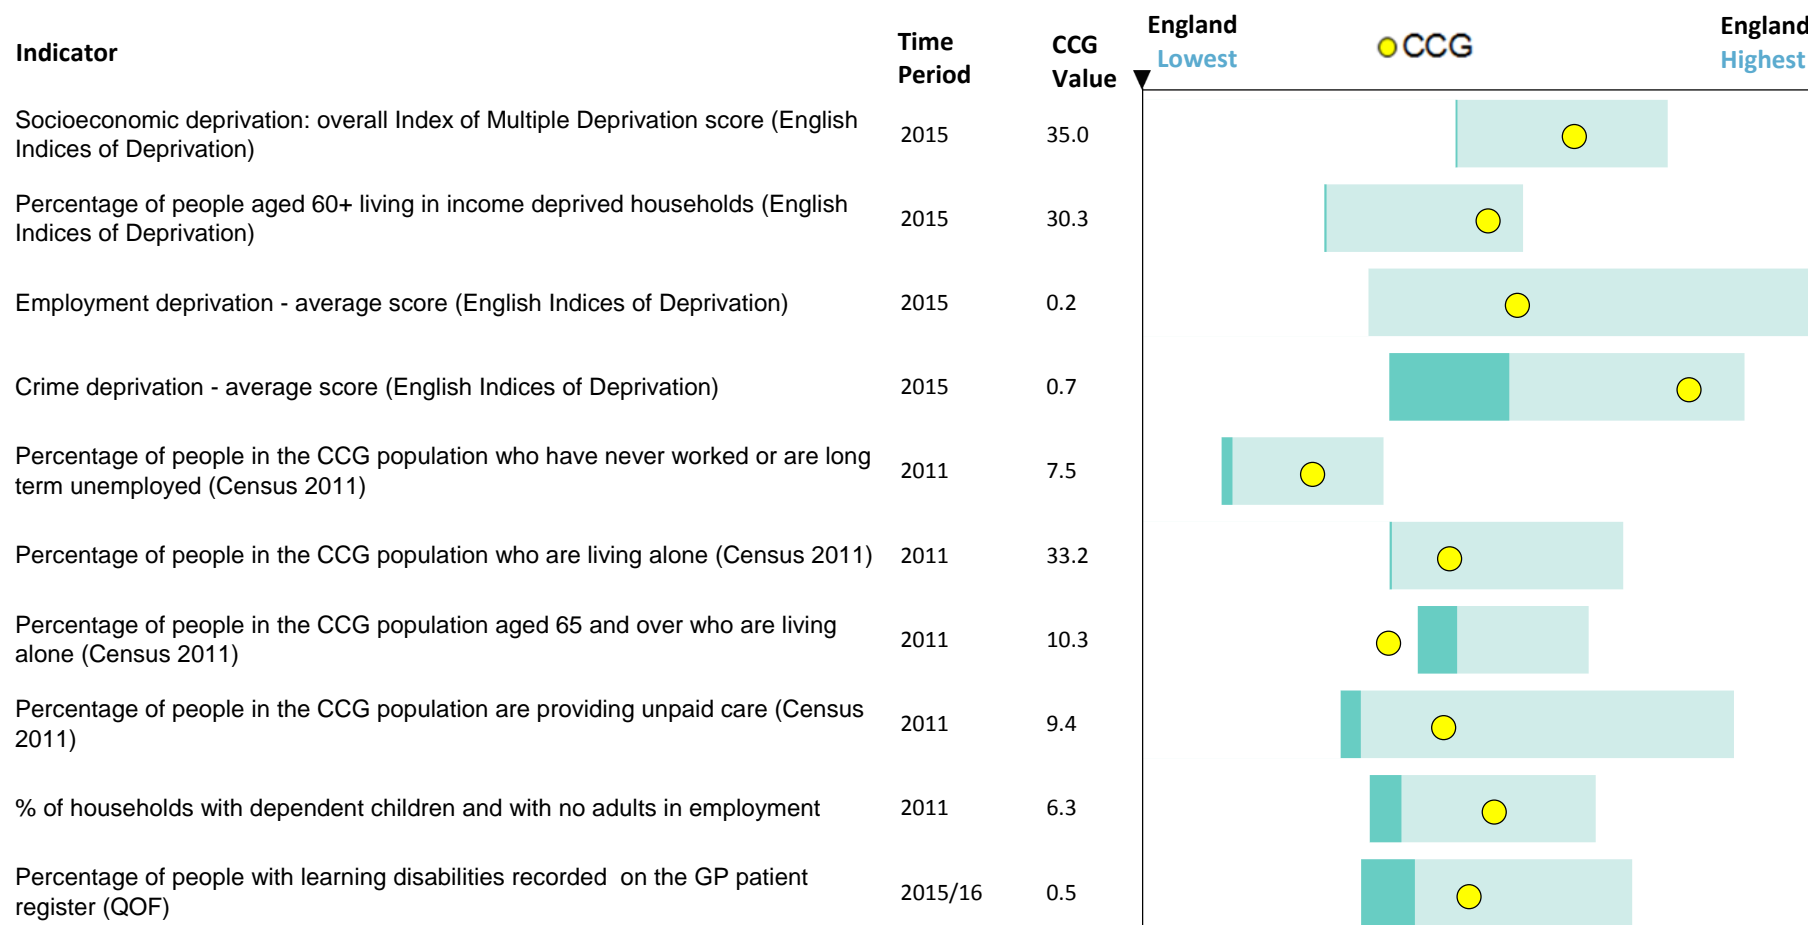 Indicator
Time
Period
CCG
Value
England
Lowest
CCG
England
Highest
Socioeconomic deprivation: overall Index of Multiple Deprivation score (English
Indices of Deprivation)
2015
35.0
Percentage of people aged 60+ living in income deprived households (English
Indices of Deprivation)
2015
30.3
Employment deprivation - average score (English Indices of Deprivation)
2015
0.2
Crime deprivation - average score (English Indices of Deprivation)
2015
0.7
Percentage of people in the CCG population who have never worked or are long
term unemployed (Census 2011)
2011
7.5
Percentage of people in the CCG population who are living alone (Census 2011)
2011
33.2
Percentage of people in the CCG population aged 65 and over who are living
alone (Census 2011)
2011
10.3
Percentage of people in the CCG population are providing unpaid care (Census
2011)
2011
9.4
% of households with dependent children and with no adults in employment
2011
6.3
Percentage of people with learning disabilities recorded  on the GP patient
register (QOF)
2015/16
0.5